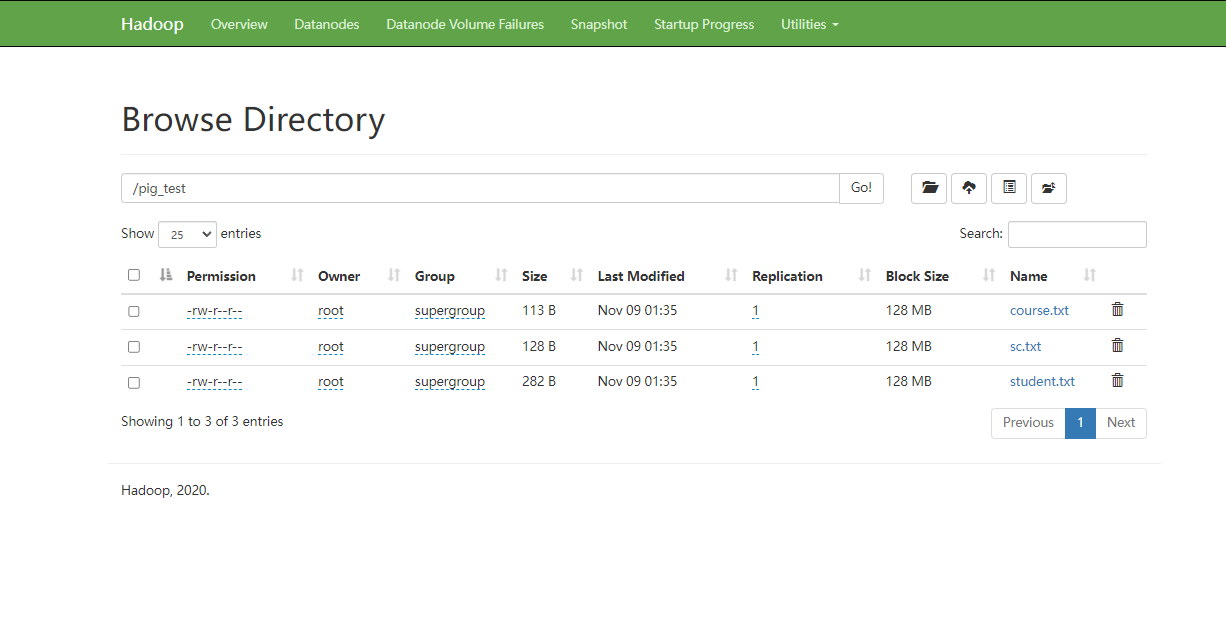 Hadoop Overview Datanodes Datanode Volume Failures Snapshot Startup Progress Utilities
Browse Directory
/pig_test Go!
Show 25 entries Search:
Permission Owner Group Size Last Modified Replication Block Size Name
-rw-r--r-- root supergroup 113 B Nov 09 01:35 1 128 MB course.txt
-rw-r--r-- root supergroup 128 B Nov 09 01:35 1 128 MB sc.txt
-rw-r--r-- root supergroup 282 B Nov 09 01:35 1 128 MB student.txt
Showing 1 to 3 of 3 entries Previous 1 Next
Hadoop, 2020.